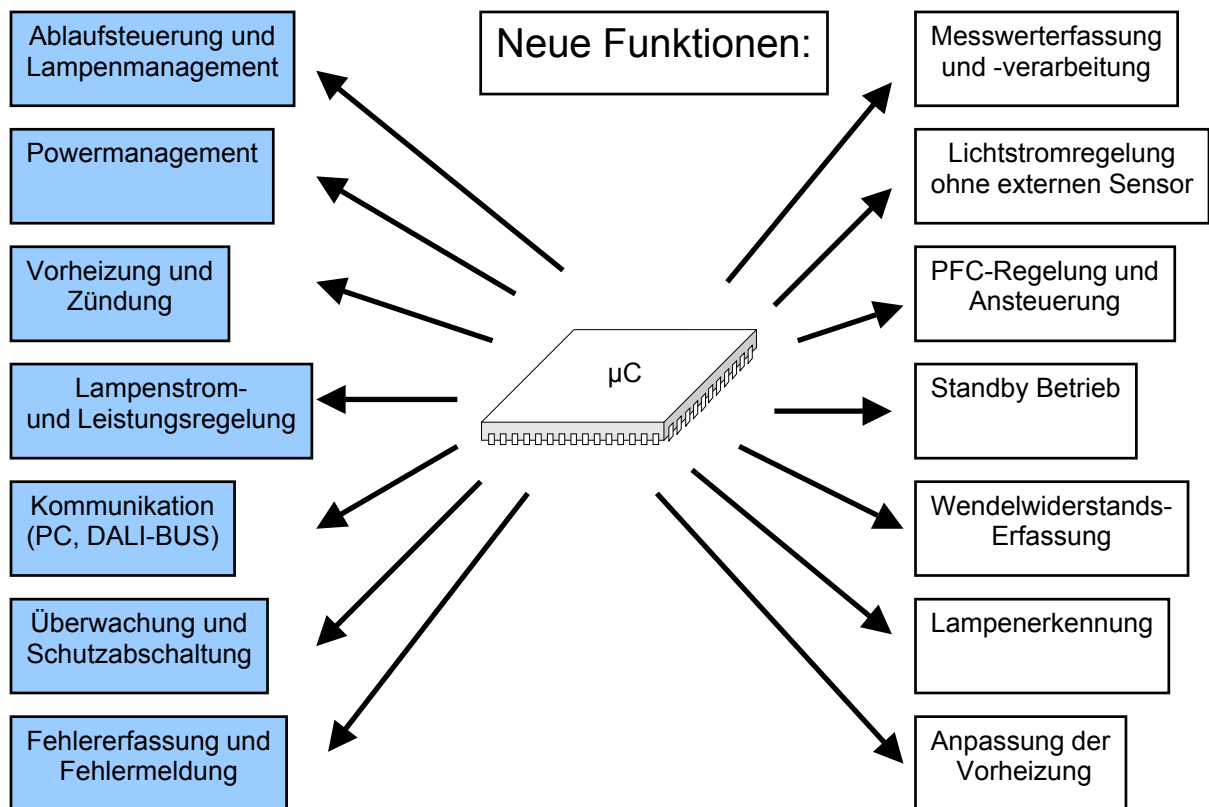 Ablaufsteuerung und
Lampenmanagement
Powermanagement
Vorheizung und
Zündung
Lampenstrom-
und Leistungsregelung
Kommunikation
(PC, DALI-BUS)
Überwachung und
Schutzabschaltung
Fehlererfassung und
Fehlermeldung
Neue Funktionen:
µC
Messwerterfassung
und -verarbeitung
Lichtstromregelung
ohne externen Sensor
PFC-Regelung und
Ansteuerung
Standby Betrieb
Wendelwiderstands-
Erfassung
Lampenerkennung
Anpassung der
Vorheizung